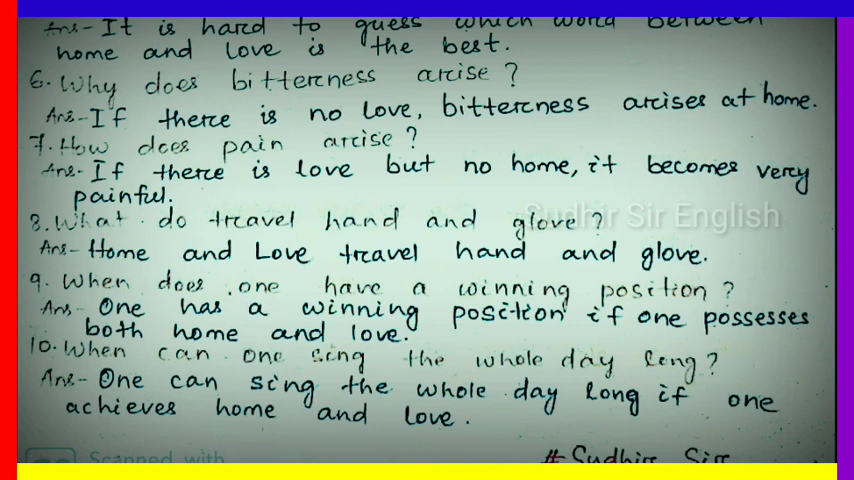 Ans- It is hard to guess which word between
home and love is the best.
6. Why does bitterness arise ?
Ans- If there is no love, bitterness arises at home.
7. How does pain arise ?
Ans- If there is love but no home, it becomes very
painful.
8. What do travel hand and glove ?
Sudhir Sir English
Ans- Home and Love travel hand and glove.
9. When does one have a winning position ?
Ans- One has a winning position if one possesses
both home and love.
10. When can one sing the whole day long ?
Ans- One can sing the whole day long if one
achieves home and love.
Scanned with
# Sudhir Sir